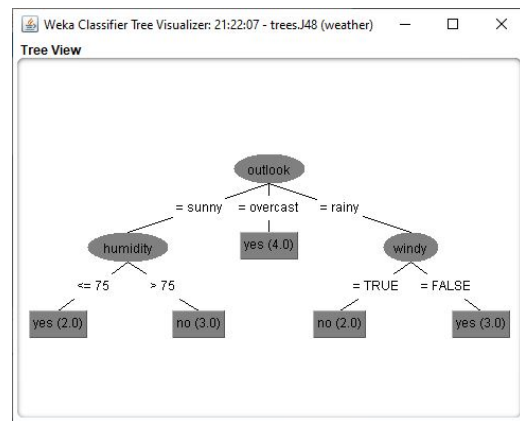 Weka Classifier Tree Visualizer: 21:22:07 - trees.J48 (weather)
Tree View
outlook
= sunny = overcast = rainy
humidity yes (4.0) windy
<= 75 > 75 = TRUE = FALSE
yes (2.0) no (3.0) no (2.0) yes (3.0)